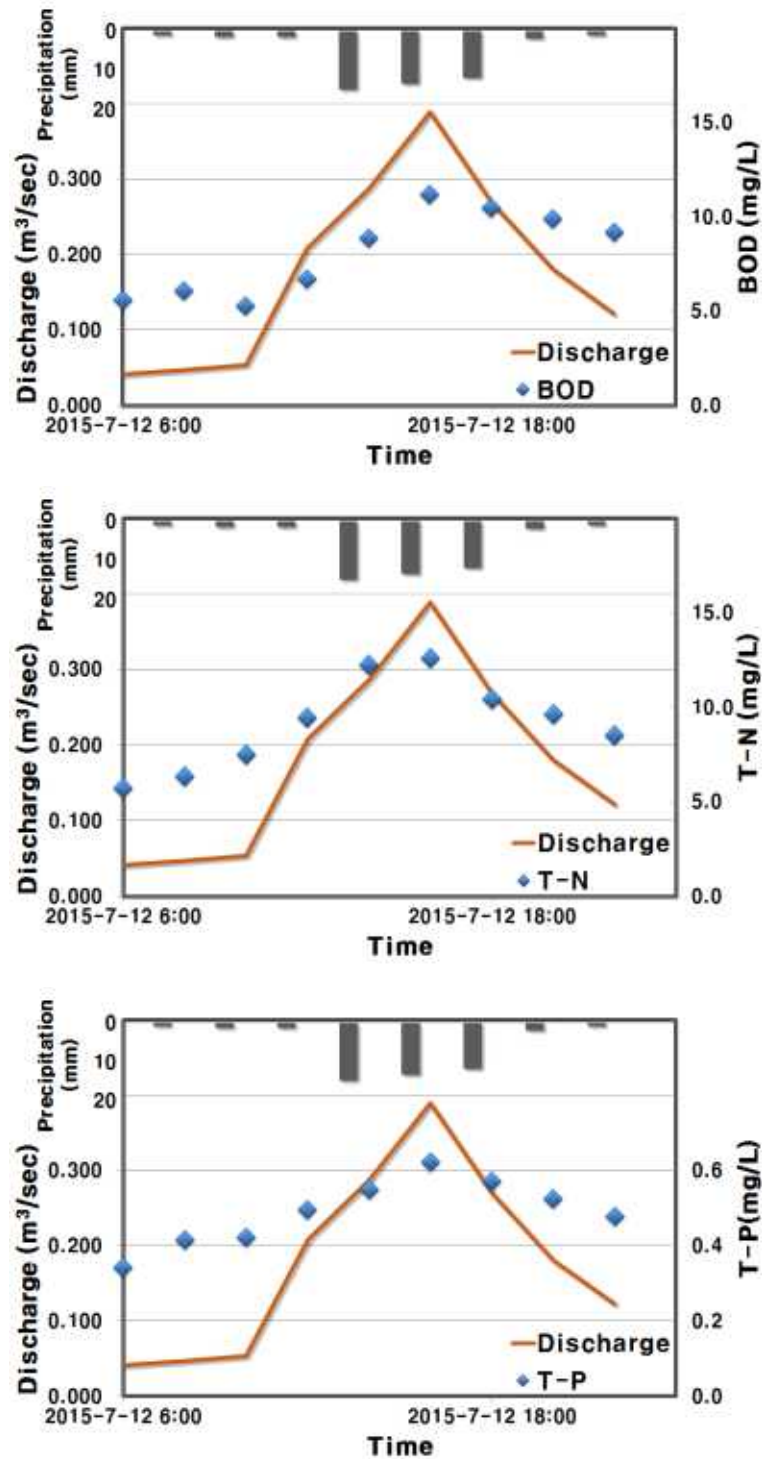 Precipitation
(mm)
0
10
20
Discharge (m³/sec)
0.300
0.200
0.100
0.000
15.0
10.0
5.0
0.0
BOD (mg/L)
Discharge
BOD
2015-7-12 6:00
2015-7-12 18:00
Time
Precipitation
(mm)
0
10
20
Discharge (m³/sec)
0.300
0.200
0.100
0.000
15.0
10.0
5.0
0.0
T-N (mg/L)
Discharge
T-N
2015-7-12 6:00
2015-7-12 18:00
Time
Precipitation
(mm)
0
10
20
Discharge (m³/sec)
0.300
0.200
0.100
0.000
0.6
0.4
0.2
0.0
T-P(mg/L)
Discharge
T-P
2015-7-12 6:00
2015-7-12 18:00
Time